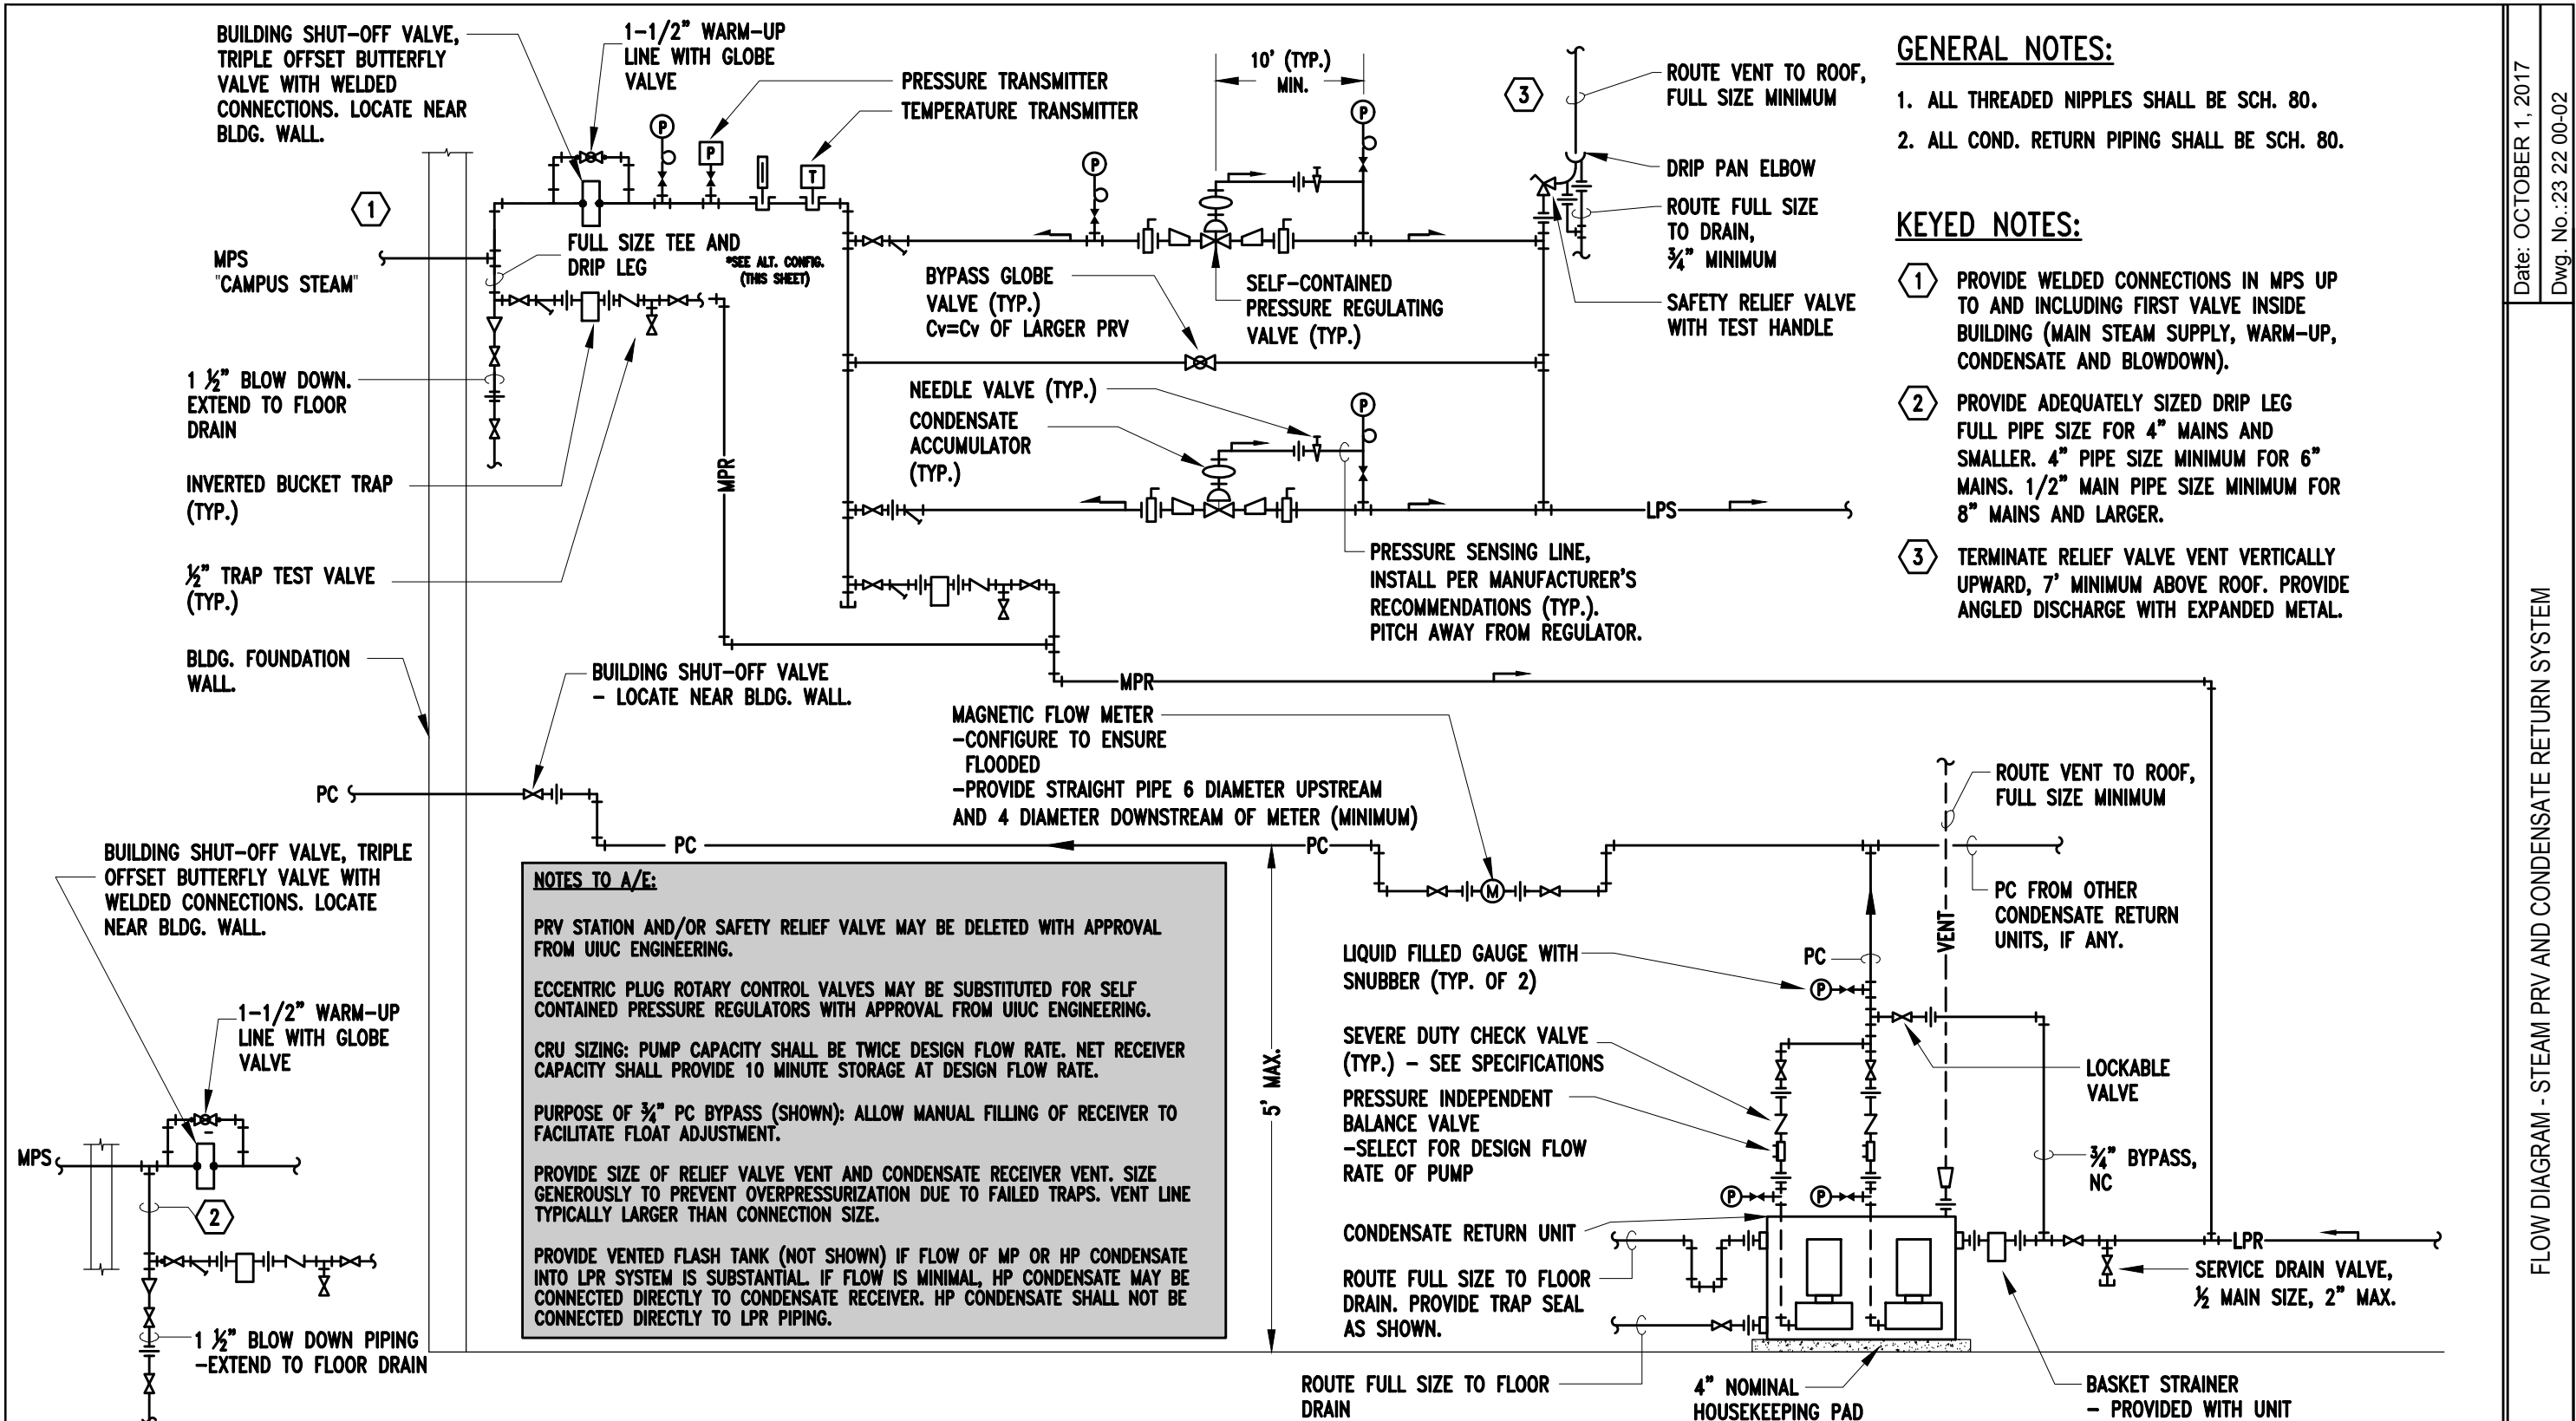 BUILDING SHUT-OFF VALVE,
TRIPLE OFFSET BUTTERFLY
VALVE WITH WELDED
CONNECTIONS. LOCATE NEAR
BLDG. WALL.
1-1/2" WARM-UP
LINE WITH GLOBE
VALVE
PRESSURE TRANSMITTER
TEMPERATURE TRANSMITTER
P
P
T
P
10' (TYP.)
MIN.
P
3
ROUTE VENT TO ROOF,
FULL SIZE MINIMUM
DRIP PAN ELBOW
ROUTE FULL SIZE
TO DRAIN,
¾" MINIMUM
SAFETY RELIEF VALVE
WITH TEST HANDLE
1
MPS
"CAMPUS STEAM"
FULL SIZE TEE AND
DRIP LEG
*SEE ALT. CONFIG.
(THIS SHEET)
BYPASS GLOBE
VALVE (TYP.)
Cv=Cv OF LARGER PRV
SELF-CONTAINED
PRESSURE REGULATING
VALVE (TYP.)
1 ½" BLOW DOWN.
EXTEND TO FLOOR
DRAIN
INVERTED BUCKET TRAP
(TYP.)
½" TRAP TEST VALVE
(TYP.)
BLDG. FOUNDATION
WALL.
MPR
NEEDLE VALVE (TYP.)
CONDENSATE
ACCUMULATOR
(TYP.)
P
LPS
PRESSURE SENSING LINE,
INSTALL PER MANUFACTURER'S
RECOMMENDATIONS (TYP.).
PITCH AWAY FROM REGULATOR.
GENERAL NOTES:
1. ALL THREADED NIPPLES SHALL BE SCH. 80.
2. ALL COND. RETURN PIPING SHALL BE SCH. 80.
KEYED NOTES:
1 PROVIDE WELDED CONNECTIONS IN MPS UP
TO AND INCLUDING FIRST VALVE INSIDE
BUILDING (MAIN STEAM SUPPLY, WARM-UP,
CONDENSATE AND BLOWDOWN).
2 PROVIDE ADEQUATELY SIZED DRIP LEG
FULL PIPE SIZE FOR 4" MAINS AND
SMALLER. 4" PIPE SIZE MINIMUM FOR 6"
MAINS. 1/2" MAIN PIPE SIZE MINIMUM FOR
8" MAINS AND LARGER.
3 TERMINATE RELIEF VALVE VENT VERTICALLY
UPWARD, 7' MINIMUM ABOVE ROOF. PROVIDE
ANGLED DISCHARGE WITH EXPANDED METAL.
BUILDING SHUT-OFF VALVE
- LOCATE NEAR BLDG. WALL.
MPR
MAGNETIC FLOW METER
-CONFIGURE TO ENSURE
FLOODED
-PROVIDE STRAIGHT PIPE 6 DIAMETER UPSTREAM
AND 4 DIAMETER DOWNSTREAM OF METER (MINIMUM)
PC
PC
PC
M
VENT
ROUTE VENT TO ROOF,
FULL SIZE MINIMUM
PC FROM OTHER
CONDENSATE RETURN
UNITS, IF ANY.
BUILDING SHUT-OFF VALVE, TRIPLE
OFFSET BUTTERFLY VALVE WITH
WELDED CONNECTIONS. LOCATE
NEAR BLDG. WALL.
1-1/2" WARM-UP
LINE WITH GLOBE
VALVE
MPS
2
1 ½" BLOW DOWN PIPING
-EXTEND TO FLOOR DRAIN
NOTES TO A/E:
PRV STATION AND/OR SAFETY RELIEF VALVE MAY BE DELETED WITH APPROVAL
FROM UIUC ENGINEERING.
ECCENTRIC PLUG ROTARY CONTROL VALVES MAY BE SUBSTITUTED FOR SELF
CONTAINED PRESSURE REGULATORS WITH APPROVAL FROM UIUC ENGINEERING.
CRU SIZING: PUMP CAPACITY SHALL BE TWICE DESIGN FLOW RATE. NET RECEIVER
CAPACITY SHALL PROVIDE 10 MINUTE STORAGE AT DESIGN FLOW RATE.
PURPOSE OF ¾" PC BYPASS (SHOWN): ALLOW MANUAL FILLING OF RECEIVER TO
FACILITATE FLOAT ADJUSTMENT.
PROVIDE SIZE OF RELIEF VALVE VENT AND CONDENSATE RECEIVER VENT. SIZE
GENEROUSLY TO PREVENT OVERPRESSURIZATION DUE TO FAILED TRAPS. VENT LINE
TYPICALLY LARGER THAN CONNECTION SIZE.
PROVIDE VENTED FLASH TANK (NOT SHOWN) IF FLOW OF MP OR HP CONDENSATE
INTO LPR SYSTEM IS SUBSTANTIAL. IF FLOW IS MINIMAL, HP CONDENSATE MAY BE
CONNECTED DIRECTLY TO CONDENSATE RECEIVER. HP CONDENSATE SHALL NOT BE
CONNECTED DIRECTLY TO LPR PIPING.
5' MAX.
LIQUID FILLED GAUGE WITH
SNUBBER (TYP. OF 2)
PC
P
SEVERE DUTY CHECK VALVE
(TYP.) - SEE SPECIFICATIONS
PRESSURE INDEPENDENT
BALANCE VALVE
-SELECT FOR DESIGN FLOW
RATE OF PUMP
P
P
LOCKABLE
VALVE
¾" BYPASS,
NC
CONDENSATE RETURN UNIT
ROUTE FULL SIZE TO FLOOR
DRAIN. PROVIDE TRAP SEAL
AS SHOWN.
LPR
SERVICE DRAIN VALVE,
½ MAIN SIZE, 2" MAX.
ROUTE FULL SIZE TO FLOOR
DRAIN
4" NOMINAL
HOUSEKEEPING PAD
BASKET STRAINER
- PROVIDED WITH UNIT
Date: OCTOBER 1, 2017
Dwg. No.:23 22 00-02
FLOW DIAGRAM - STEAM PRV AND CONDENSATE RETURN SYSTEM